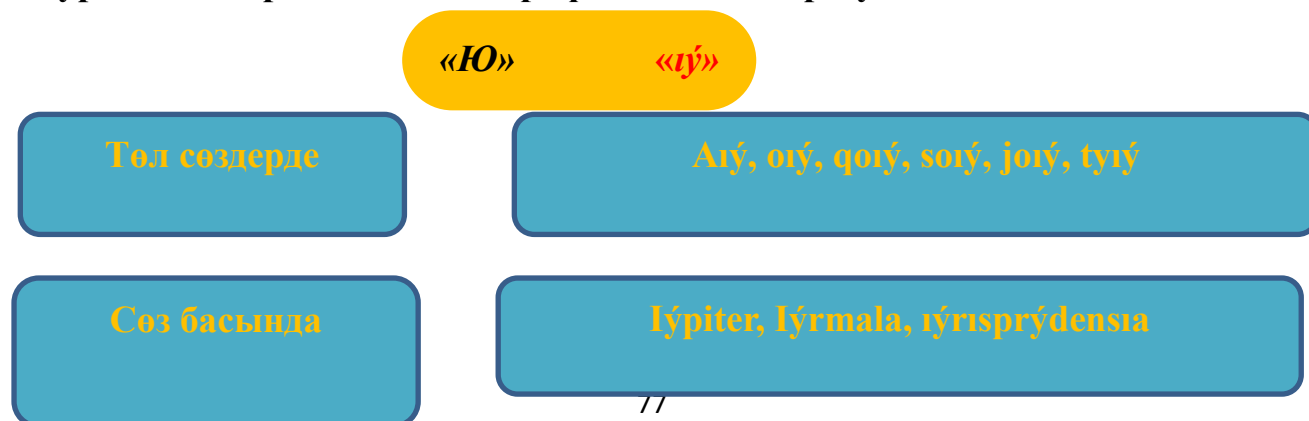 «Ю» «ıý»
Төл сөздерде
Aıý, oıý, qoıý, soıý, joıý, tyıý
Сөз басында
Iýpiter, Iýrmala, ıýrısprýdensıa
77